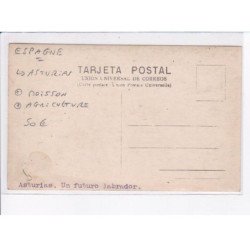 ESPAGNE
ASTURIAS
MOISSON
AGRICULTURE
50€
TARJETA POSTAL
UNION UNIVERSAL DE CORREOS
(Carte postale - Union Postale Universelle)
Asturias. Un futuro labrador.